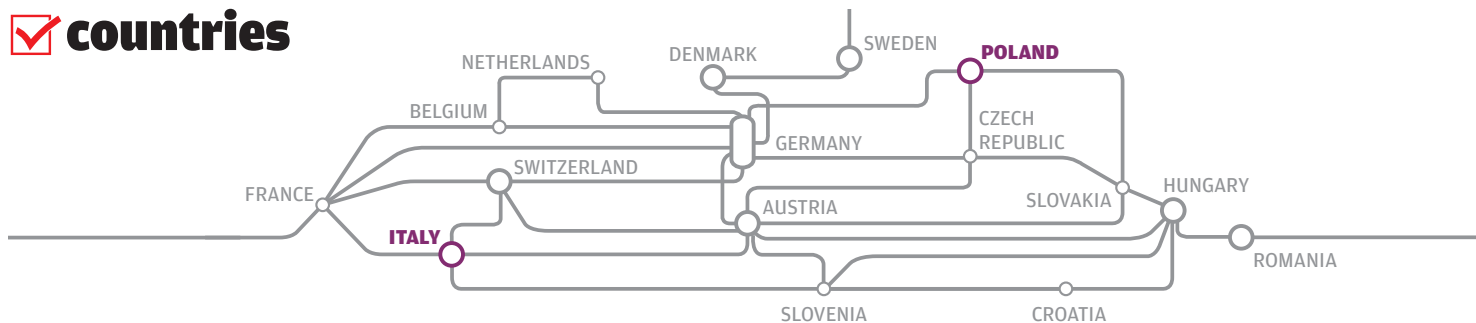 countries
SWEDEN
DENMARK
POLAND
NETHERLANDS
BELGIUM
CZECH
REPUBLIC
GERMANY
SWITZERLAND
HUNGARY
FRANCE
SLOVAKIA
AUSTRIA
ITALY
ROMANIA
SLOVENIA
CROATIA